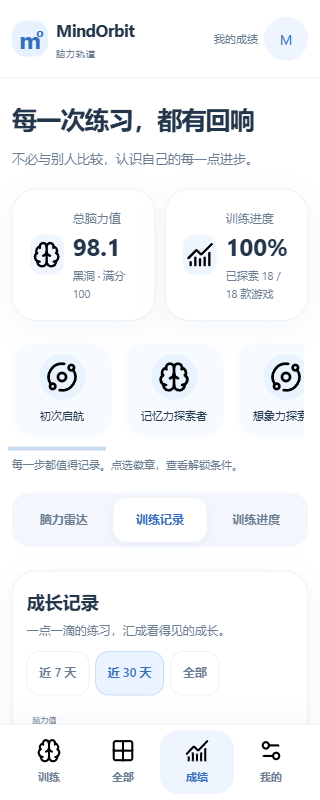 MindOrbit
脑力轨道
我的成绩
M
每一次练习，都有回响
不必与别人比较，认识自己的每一点进步。
总脑力值
98.1
黑洞 · 满分
100
训练进度
100%
已探索 18 /
18 款游戏
初次启航
记忆力探索者
想象力探索
每一步都值得记录。点选徽章，查看解锁条件。
脑力雷达
训练记录
训练进度
成长记录
一点一滴的练习，汇成看得见的成长。
近 7 天
近 30 天
全部
脑力值
训练
全部
成绩
我的